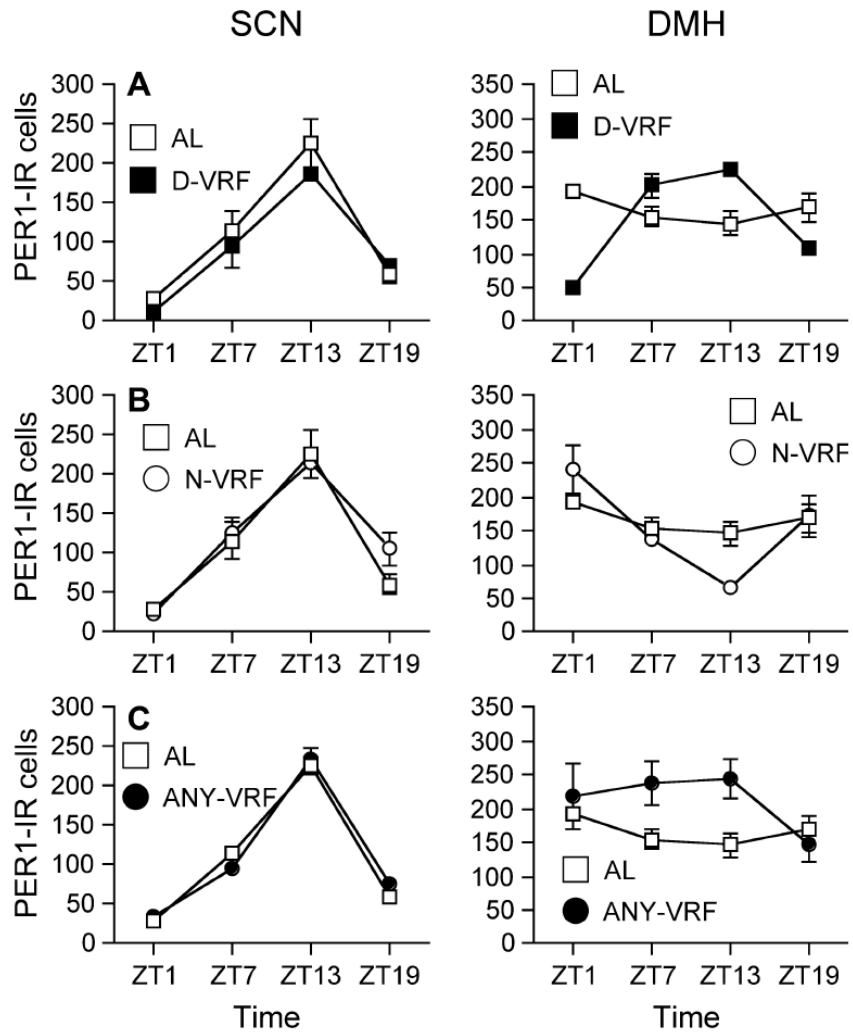 SCN
DMH
A
AL
D-VRF
PER1-IR cells
300
250
200
150
100
50
0
ZT1 ZT7 ZT13 ZT19
AL
D-VRF
350
300
250
200
150
100
50
0
ZT1 ZT7 ZT13 ZT19
B
AL
N-VRF
PER1-IR cells
300
250
200
150
100
50
0
ZT1 ZT7 ZT13 ZT19
AL
N-VRF
350
300
250
200
150
100
50
0
ZT1 ZT7 ZT13 ZT19
C
AL
ANY-VRF
PER1-IR cells
300
250
200
150
100
50
0
ZT1 ZT7 ZT13 ZT19
Time
AL
ANY-VRF
350
300
250
200
150
100
50
0
ZT1 ZT7 ZT13 ZT19
Time